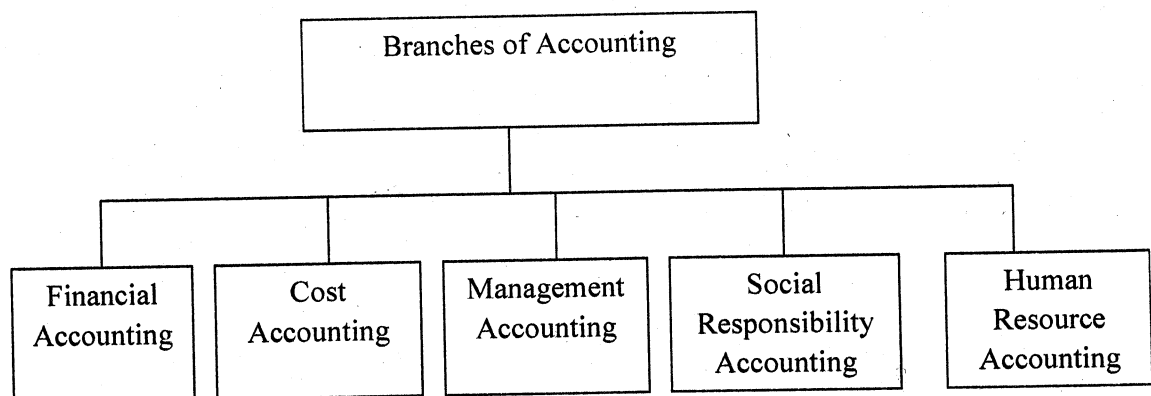 Branches of Accounting
Financial
Accounting
Cost
Accounting
Management
Accounting
Social
Responsibility
Accounting
Human
Resource
Accounting